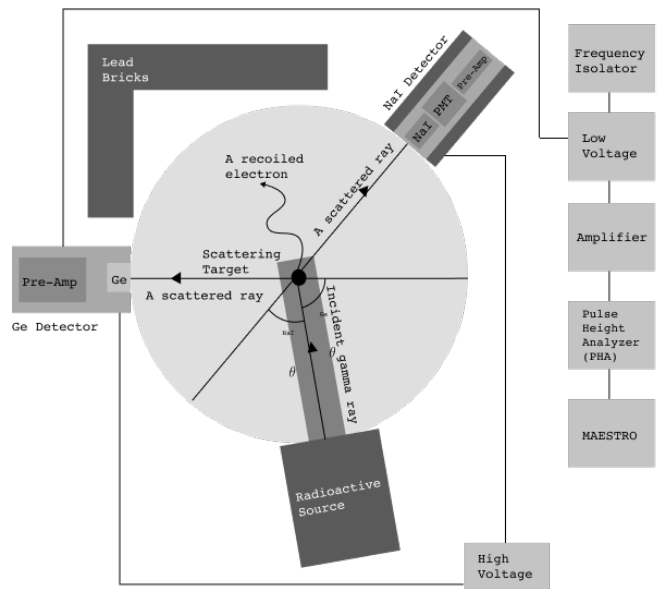 Lead
Bricks
NaI Detector
NaI
PMT
Pre-Amp
Frequency
Isolator
Low
Voltage
Amplifier
Pulse
Height
Analyzer
(PHA)
MAESTRO
A recoiled
electron
A scattered ray
Pre-Amp
Ge
Ge Detector
Scattering
Target
A scattered ray
Incident gamma ray
Ge
NaI
θ
θ
Radioactive
Source
High
Voltage